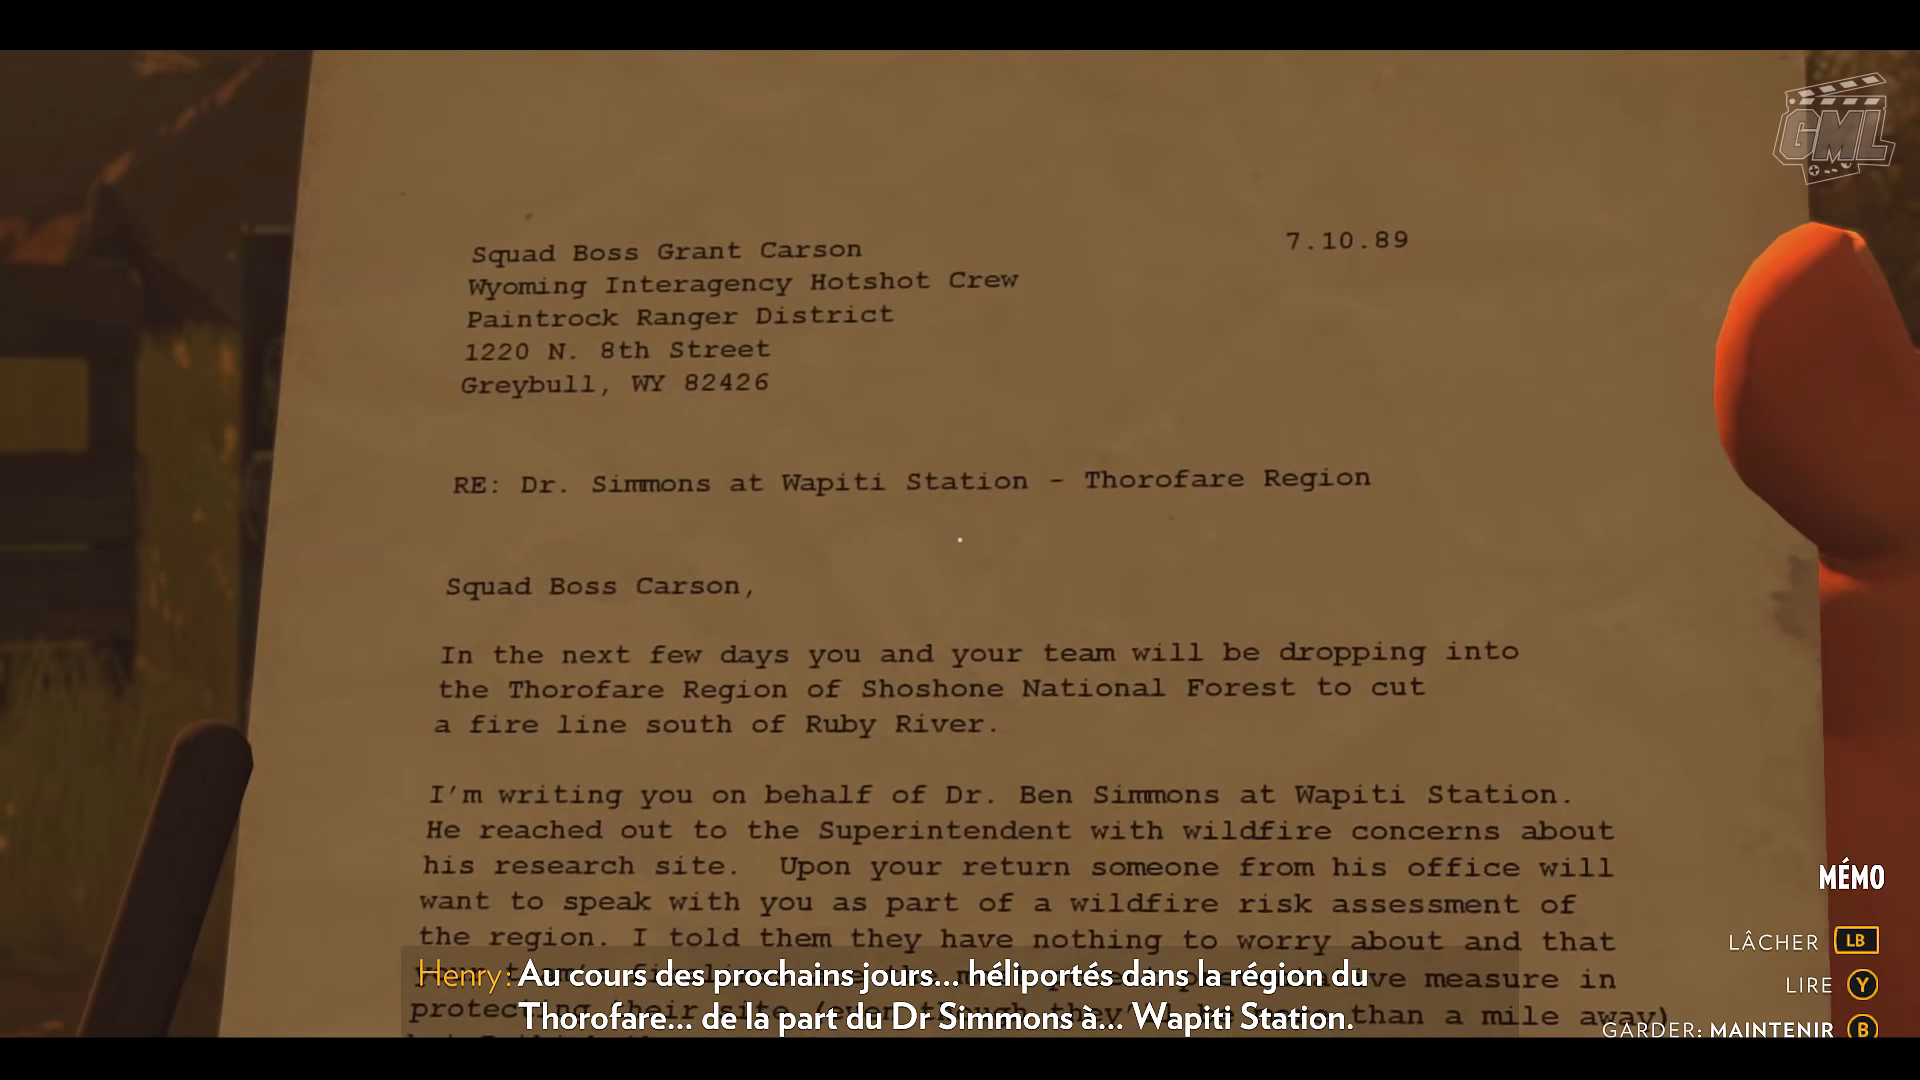 GML
7.10.89
Squad Boss Grant Carson
Wyoming Interagency Hotshot Crew
Paintrock Ranger District
1220 N. 8th Street
Greybull, WY 82426
RE: Dr. Simmons at Wapiti Station - Thorofare Region
Squad Boss Carson,
In the next few days you and your team will be dropping into
the Thorofare Region of Shoshone National Forest to cut
a fire line south of Ruby River.
I'm writing you on behalf of Dr. Ben Simmons at Wapiti Station.
He reached out to the Superintendent with wildfire concerns about
his research site. Upon your return someone from his office will
want to speak with you as part of a wildfire risk assessment of
the region. I told them they have nothing to worry about and that
measure in
protecting their than a mile away)
Henry: Au cours des prochains jours... héliportés dans la région du
Thorofare... de la part du Dr Simmons à... Wapiti Station.
MÉMO
LÂCHER LB
LIRE Y
GARDER: MAINTENIR B